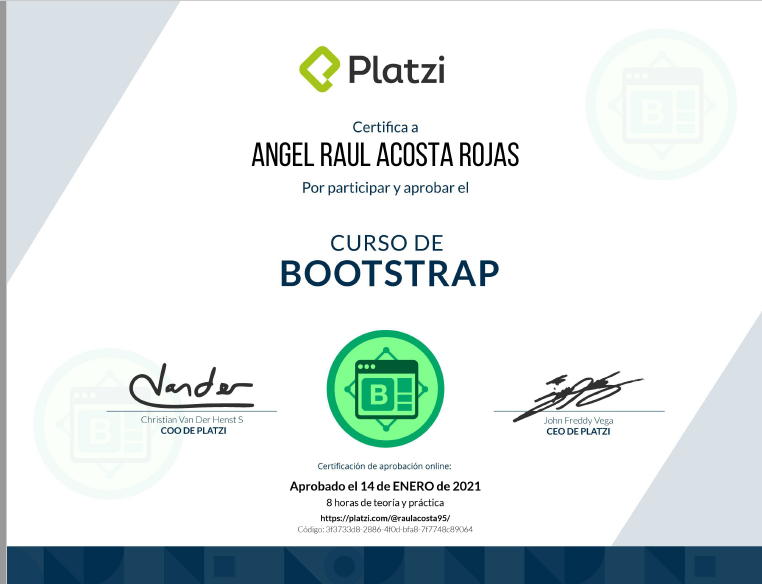 Platzi
Certifica a
ANGEL RAUL ACOSTA ROJAS
Por participar y aprobar el
CURSO DE
BOOTSTRAP
B
B
B
Vander
Christian Van Der Henst S
COO DE PLATZI
John Freddy Vega
CEO DE PLATZI
Certificación de aprobación online:
Aprobado el 14 de ENERO de 2021
8 horas de teoría y práctica
https://platzi.com/@raulacosta95/
Código: 3f3733d8-2886-4f0d-bfa8-7f7748c89064